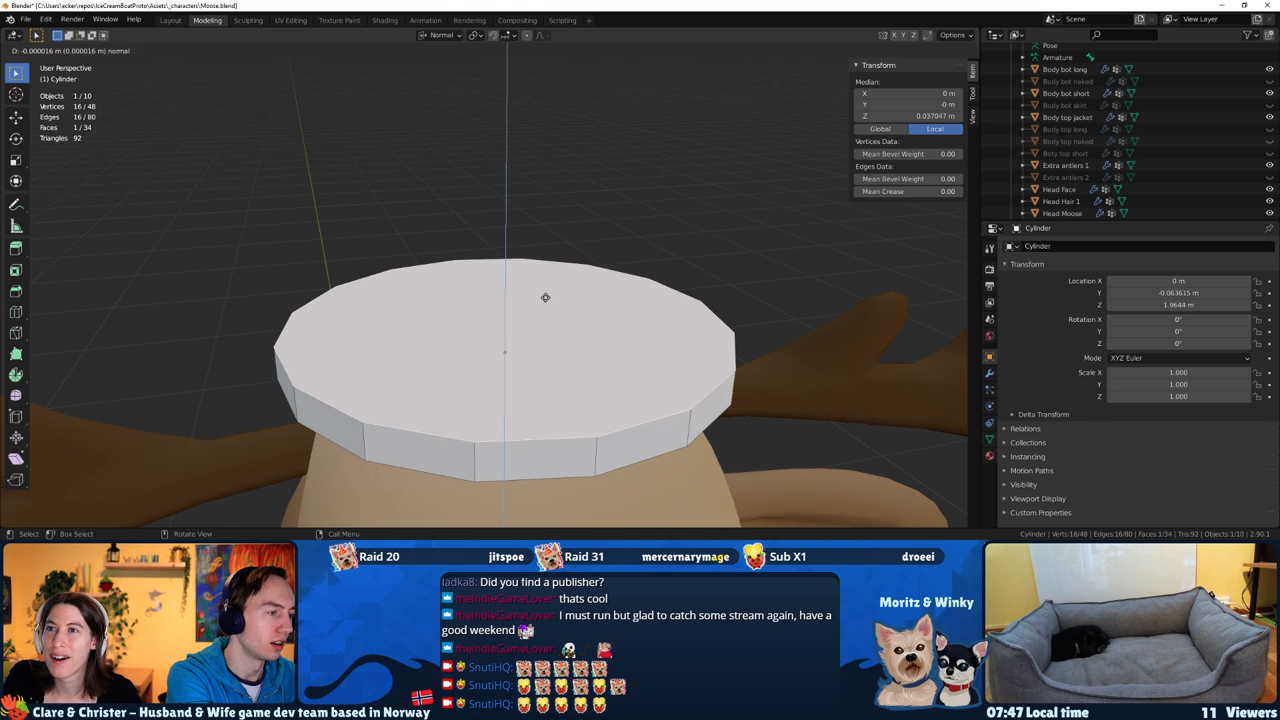 Blender* [C:\Users\ecker\repos\IceCreamBoatProto\Assets\_characters\Moose.blend]
File Edit Render Window Help Layout Modeling Sculpting UV Editing Texture Paint Shading Animation Rendering Compositing Scripting Scene View Layer
Normal X Y Z Options
D: -0.000016 m (0.000016 m) normal
User Perspective
(1) Cylinder
Objects 1 / 10
Vertices 16 / 48
Edges 16 / 80
Faces 1 / 34
Triangles 92
Transform
Median:
X 0 m
Y -0 m
Z 0.037047 m
Global Local
Vertices Data:
Mean Bevel Weight 0.00
Edges Data:
Mean Bevel Weight 0.00
Mean Crease 0.00
Item
Tool
View
Pose
Armature
Body bot long
Body bot naked
Body bot short
Body bot skirt
Body top jacket
Body top long
Body top naked
Boty top short
Extra antlers 1
Extra antlers 2
Head Face
Head Hair 1
Head Moose
Cylinder
Cylinder
Transform
Location X 0 m
Y -0.063615 m
Z 1.9644 m
Rotation X 0°
Y 0°
Z 0°
Mode XYZ Euler
Scale X 1.000
Y 1.000
Z 1.000
Delta Transform
Relations
Collections
Instancing
Motion Paths
Visibility
Viewport Display
Custom Properties
Select Box Select Rotate View Call Menu Cylinder | Verts:16/48 | Edges:16/80 | Faces:1/34 | Tris:92 | Objects:1/10 | 2.90.1
Raid 20 jitspoe Raid 31 mercernarymage Sub X1 droeei
ladka8: Did you find a publisher?
theIndieGameLover: thats cool
theIndieGameLover: I must run but glad to catch some stream again, have a
good weekend
theIndieGameLover:
SnutiHQ:
SnutiHQ:
SnutiHQ:
Moritz & Winky
Clare & Christer – Husband & Wife game dev team based in Norway
07:47 Local time 11 Viewers